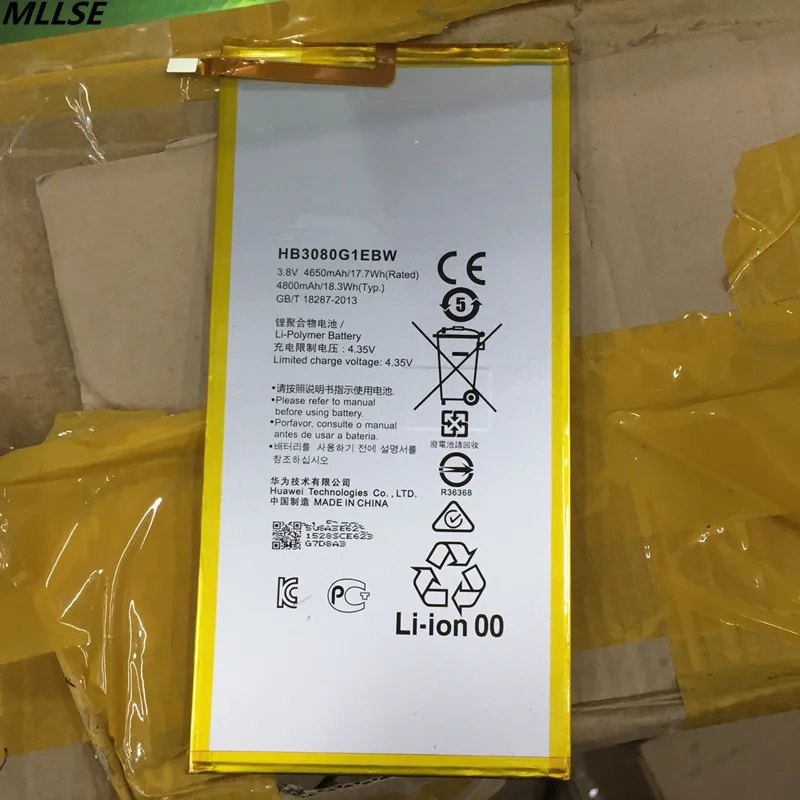 MLLSE
HB3080G1EBW
3.8V 4650mAh/17.7Wh(Rated)
4800mAh/18.3Wh(Typ.)
GB/T 18287-2013
CE
5
锂聚合物电池/
Li-Polymer Battery
充电限制电压: 4.35V
Limited charge voltage: 4.35V
•请按照说明书指示使用电池.
•Please refer to manual
before using battery.
•Porfavor, consulte o manual
antes de usar a bateria.
•배터리를 사용하기 전에 설명서를
참조하십시오
廢電池請回收
R36368
华为技术有限公司
Huawei Technologies Co., LTD.
中国制造 MADE IN CHINA
1528SCE623
G7D8A3
Li-ion 00